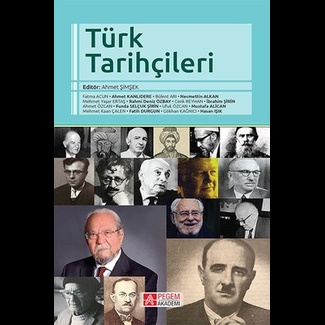 Türk
Tarihçileri
Editör: Ahmet ŞİMŞEK
Fatma ACUN • Ahmet KANLIDERE • Bülent ARI • Necmettin ALKAN
Mehmet Yaşar ERTAŞ • Rahmi Deniz ÖZBAY • Cenk REYHAN • İbrahim ŞİRİN
Ahmet ÖZCAN • Funda SELÇUK ŞİRİN • Ufuk ÖZCAN • Mustafa ALİCAN
Mehmet Kaan ÇALEN • Fatih DURGUN • Gökhan KAĞNICI • Hasan IŞIK
PEGEM
AKADEMİ